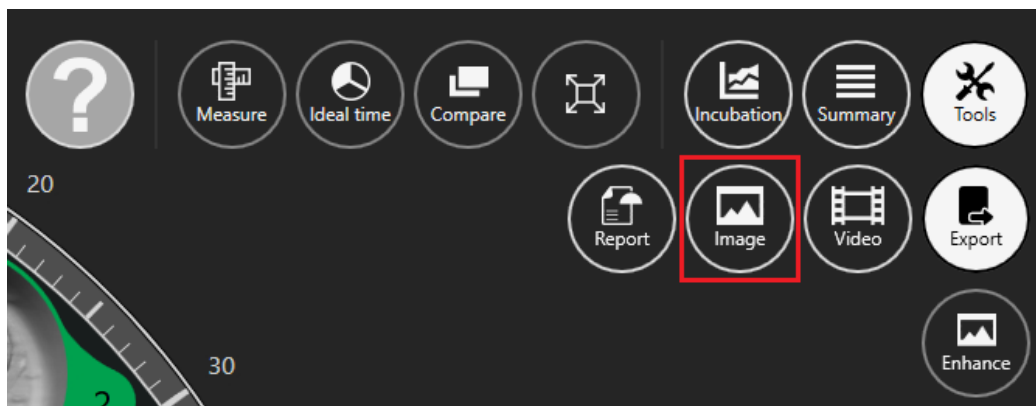 ?
Measure
Ideal time
Compare
Incubation
Summary
Tools
20
Report
Image
Video
Export
30
Enhance
2